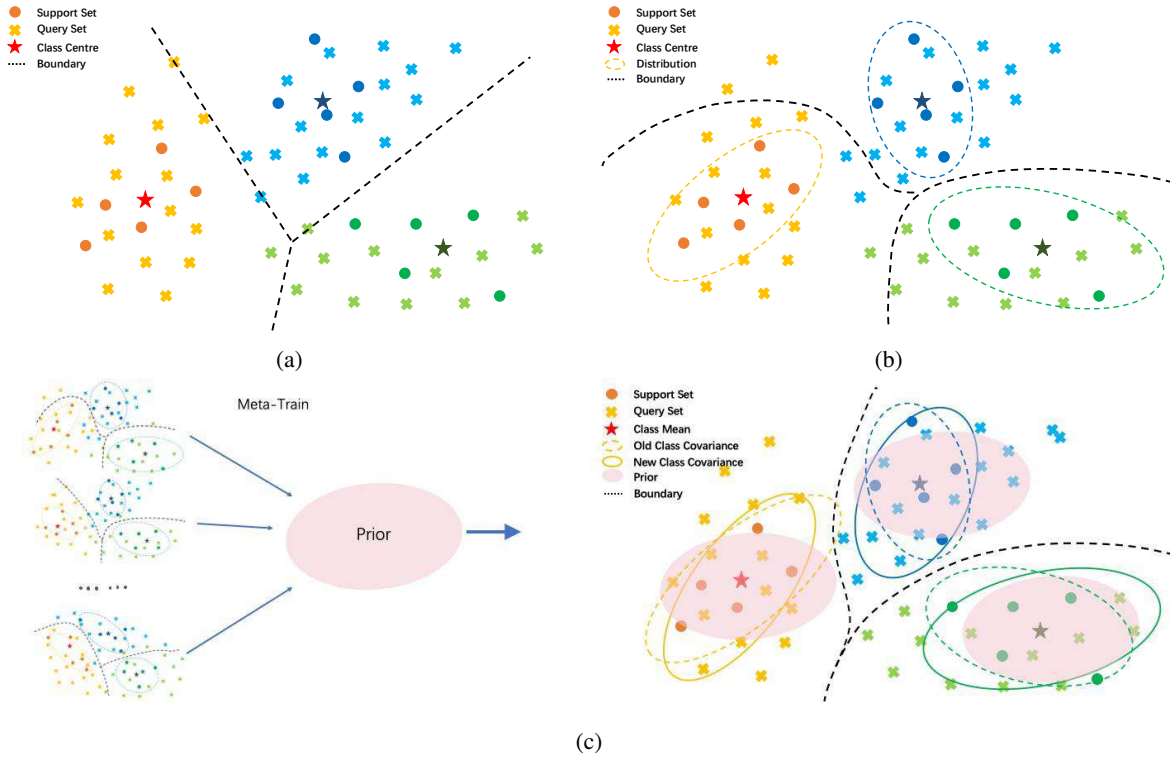 Support Set
Query Set
Class Centre
Boundary
(a)
Support Set
Query Set
Class Centre
Distribution
Boundary
(b)
Meta-Train
Prior
Support Set
Query Set
Class Mean
Old Class Covariance
New Class Covariance
Prior
Boundary
(c)